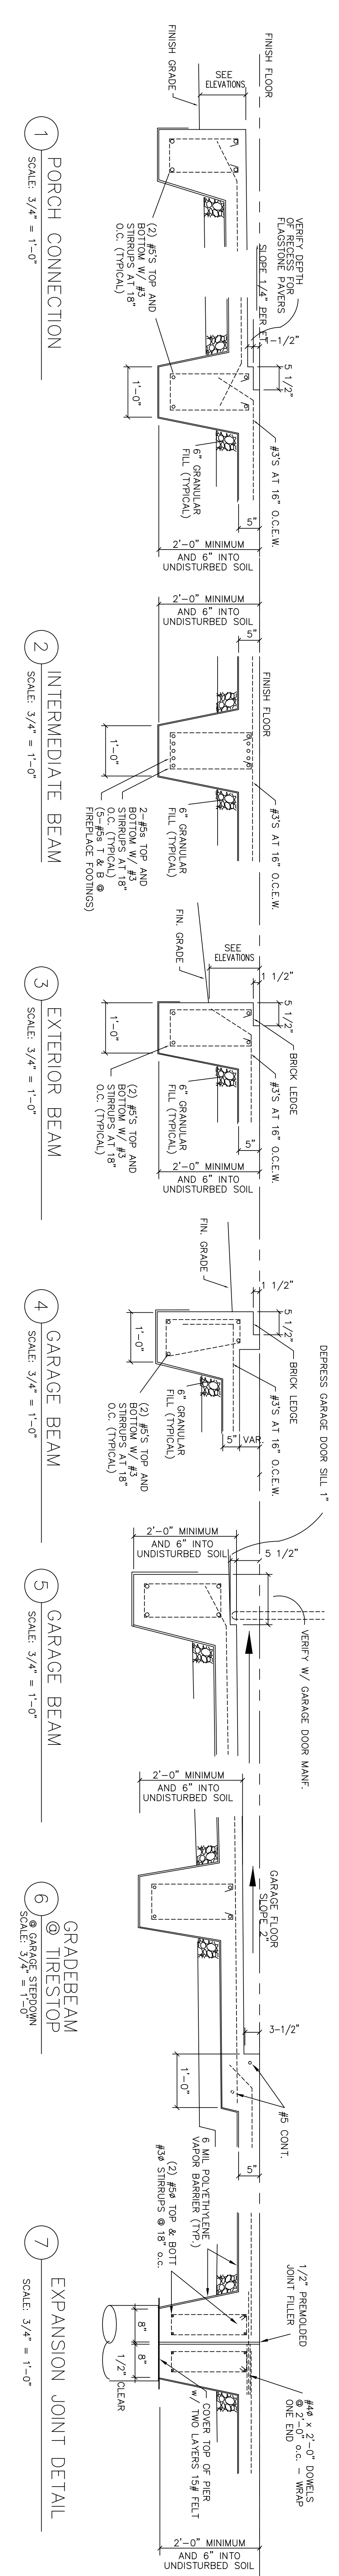 FINISH FLOOR
SEE
ELEVATIONS
FINISH GRADE
(2) #5'S TOP AND
BOTTOM W/ #3
STIRRUPS AT 18"
O.C. (TYPICAL)
VERIFY DEPTH
OF RECESS FOR
FLAGSTONE PAVERS
SLOPE 1/4" PER FT.
1-1/2"
5 1/2"
#3'S AT 16" O.C.E.W.
1'-0"
6" GRANULAR
FILL (TYPICAL)
5"
2'-0" MINIMUM
AND 6" INTO
UNDISTURBED SOIL
1
PORCH CONNECTION
SCALE: 3/4" = 1'-0"
2'-0" MINIMUM
AND 6" INTO
UNDISTURBED SOIL
5"
FINISH FLOOR
#3'S AT 16" O.C.E.W.
1'-0"
6" GRANULAR
FILL (TYPICAL)
2-#5s TOP AND
BOTTOM W/ #3
STIRRUPS AT 18"
O.C. (TYPICAL)
(5-#5s T & B @
FIREPLACE FOOTINGS)
2
INTERMEDIATE BEAM
SCALE: 3/4" = 1'-0"
1 1/2"
5 1/2"
BRICK LEDGE
#3'S AT 16" O.C.E.W.
SEE
ELEVATIONS
FIN. GRADE
5"
1'-0"
6" GRANULAR
FILL (TYPICAL)
(2) #5'S TOP AND
BOTTOM W/ #3
STIRRUPS AT 18"
O.C. (TYPICAL)
2'-0" MINIMUM
AND 6" INTO
UNDISTURBED SOIL
3
EXTERIOR BEAM
SCALE: 3/4" = 1'-0"
1 1/2"
5 1/2"
BRICK LEDGE
#3'S AT 16" O.C.E.W.
FIN. GRADE
5"
VAR.
1'-0"
6" GRANULAR
FILL (TYPICAL)
(2) #5'S TOP AND
BOTTOM W/ #3
STIRRUPS AT 18"
O.C. (TYPICAL)
4
GARAGE BEAM
SCALE: 3/4" = 1'-0"
DEPRESS GARAGE DOOR SILL 1"
5 1/2"
VERIFY W/ GARAGE DOOR MANF.
2'-0" MINIMUM
AND 6" INTO
UNDISTURBED SOIL
5
GARAGE BEAM
SCALE: 3/4" = 1'-0"
2'-0" MINIMUM
AND 6" INTO
UNDISTURBED SOIL
GARAGE FLOOR
SLOPE 2"
3-1/2"
#5 CONT.
1'-0"
5"
6
GRADEBEAM
@ TIRESTOP
@ GARAGE STEPDOWN
SCALE: 3/4" = 1'-0"
6 MIL POLYETHYLENE
VAPOR BARRIER (TYP.)
(2) #5ø TOP & BOTT
#3ø STIRRUPS @ 18" o.c.
1/2" PREMOLDED
JOINT FILLER
#4ø x 2'-0" DOWELS
@ 2'-0" o.c. - WRAP
ONE END
8"
8"
1/2" CLEAR
COVER TOP OF PIER
w/ TWO LAYERS 15# FELT
2'-0" MINIMUM
AND 6" INTO
UNDISTURBED SOIL
7
EXPANSION JOINT DETAIL
SCALE: 3/4" = 1'-0"